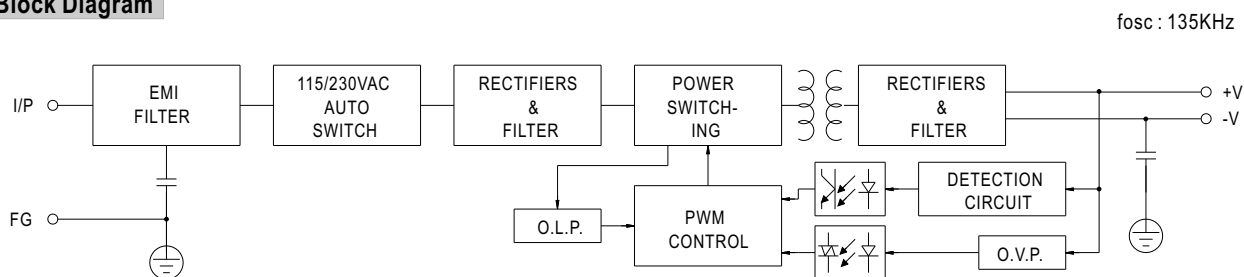 Block Diagram
fosc : 135KHz
I/P
EMI
FILTER
115/230VAC
AUTO
SWITCH
RECTIFIERS
&
FILTER
POWER
SWITCH-
ING
RECTIFIERS
&
FILTER
+V
-V
FG
O.L.P.
PWM
CONTROL
DETECTION
CIRCUIT
O.V.P.